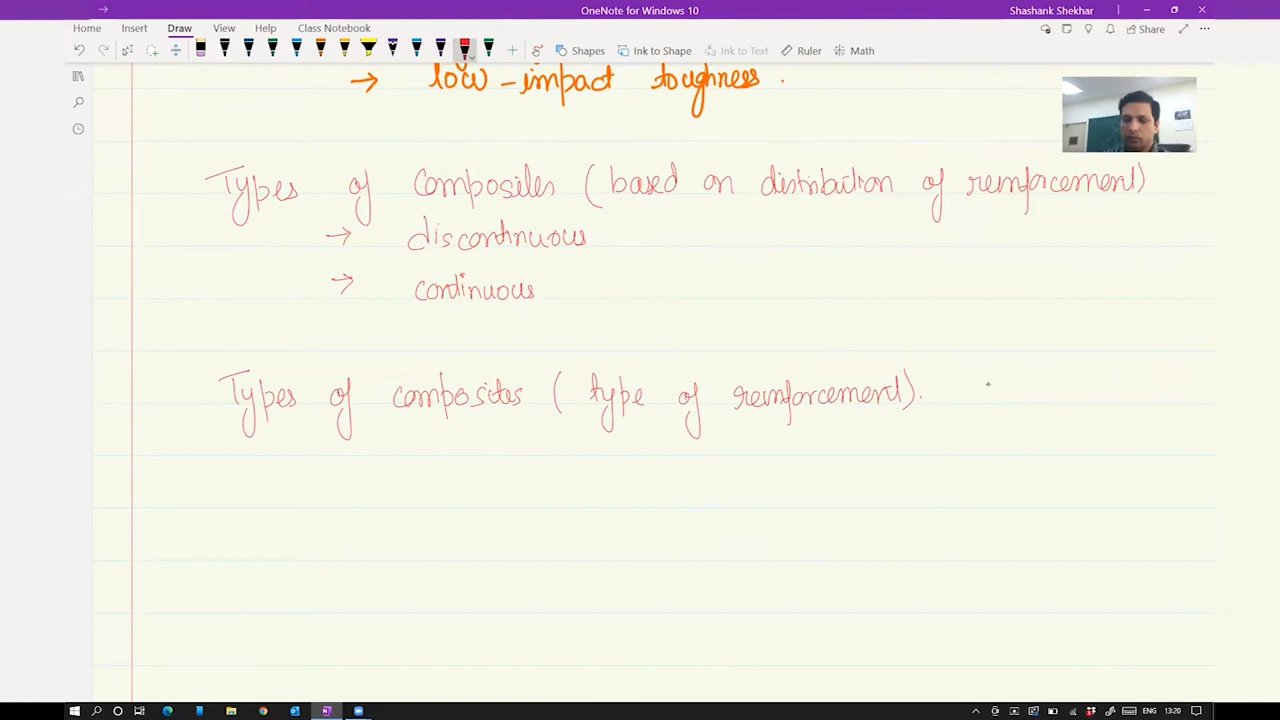 OneNote for Windows 10
Shashank Shekhar
Home Insert Draw View Help Class Notebook
Share
Shapes Ink to Shape Ink to Text Ruler Math
→ low - impact toughness .
Types of composites (based on distribution of reinforcement)
→ discontinuous
→ continuous
Types of composites ( type of reinforcement).
ENG 13:20